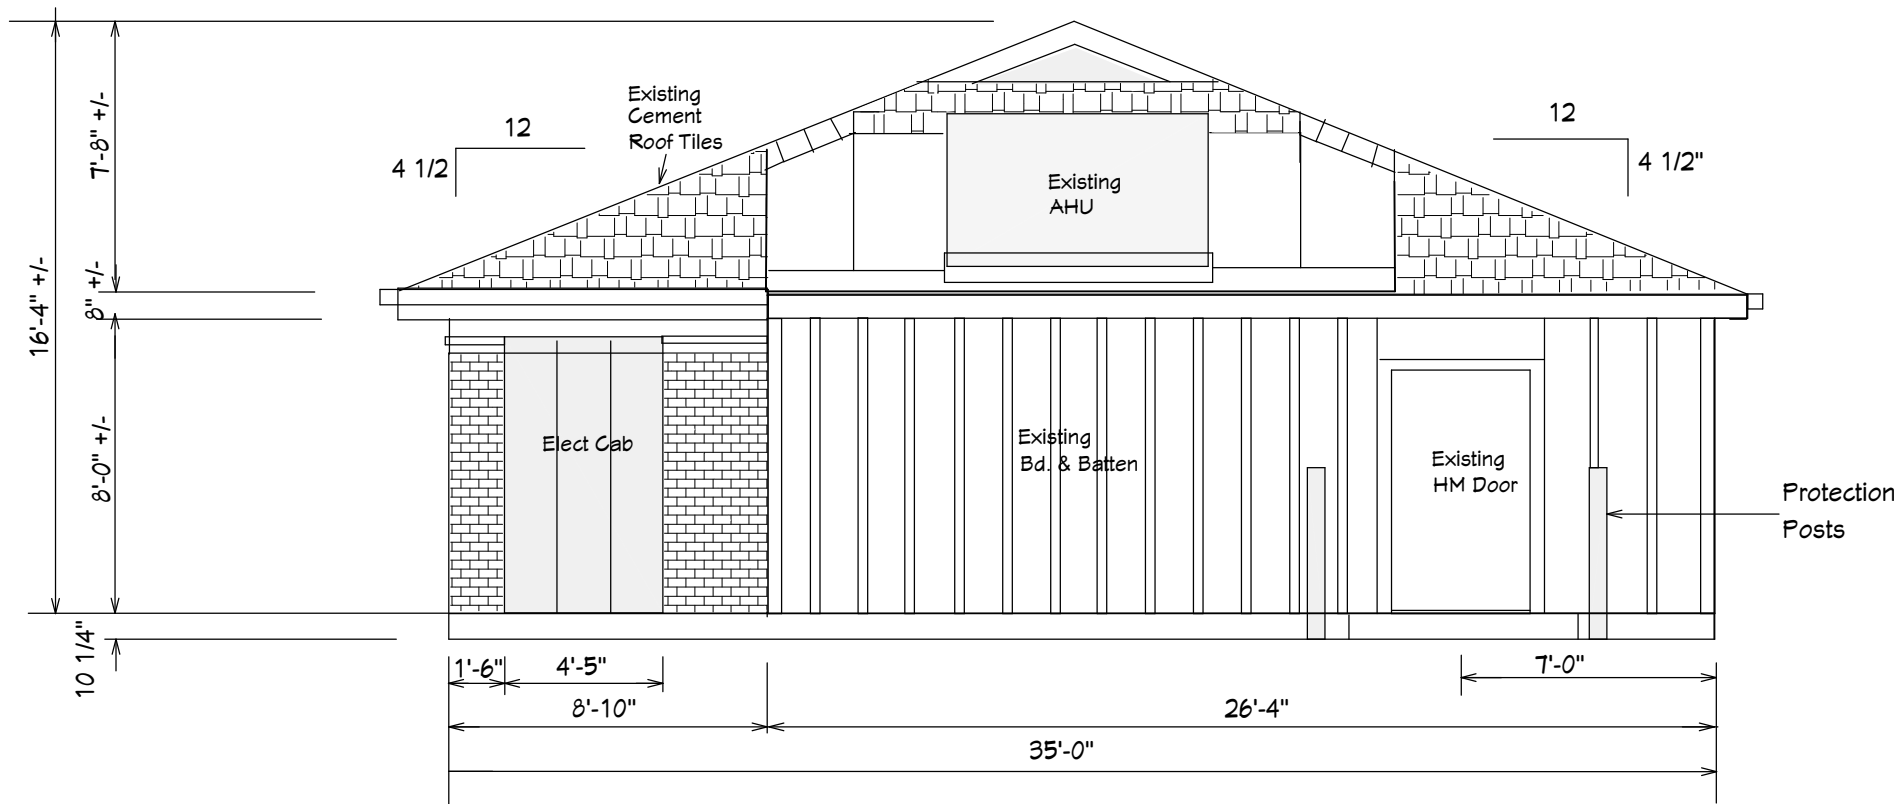 12
4 1/2
Existing
Cement
Roof Tiles
12
4 1/2"
Existing
AHU
7'-8" +/-
16'-4" +/-
8" +/-
8'-0" +/-
10 1/4"
Elect Cab
Existing
Bd. & Batten
Existing
HM Door
Protection
Posts
1'-6"
4'-5"
7'-0"
8'-10"
26'-4"
35'-0"